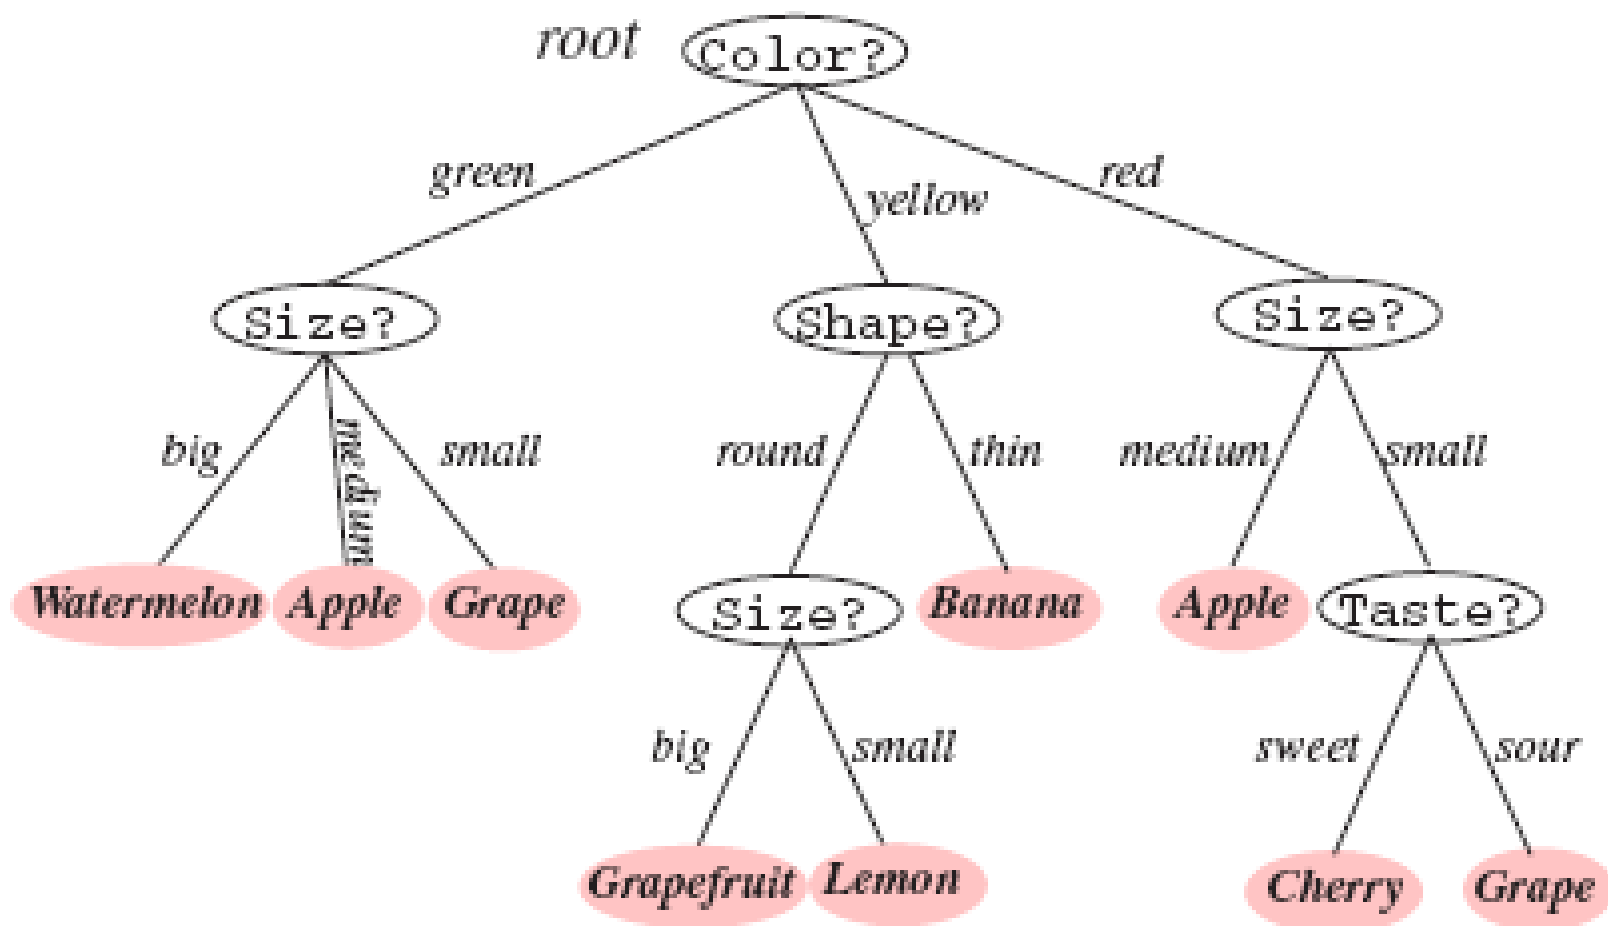 root Color?
green yellow red
Size? Shape? Size?
big medium small round thin medium small
Watermelon Apple Grape Size? Banana Apple Taste?
big small sweet sour
Grapefruit Lemon Cherry Grape